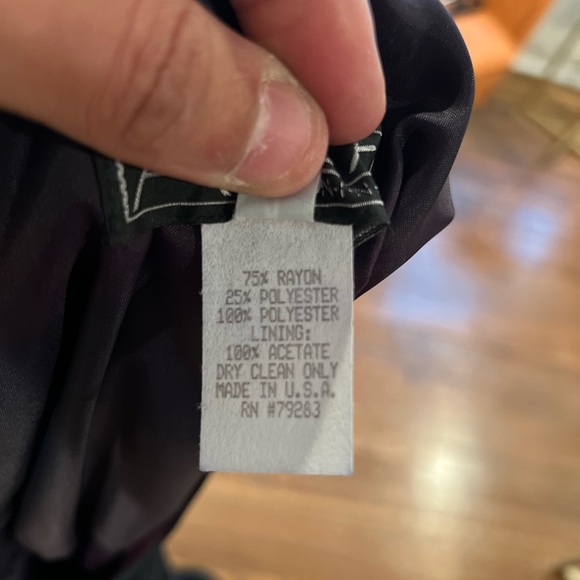 75% RAYON
25% POLYESTER
100% POLYESTER
LINING:
100% ACETATE
DRY CLEAN ONLY
MADE IN U.S.A.
RN #79283